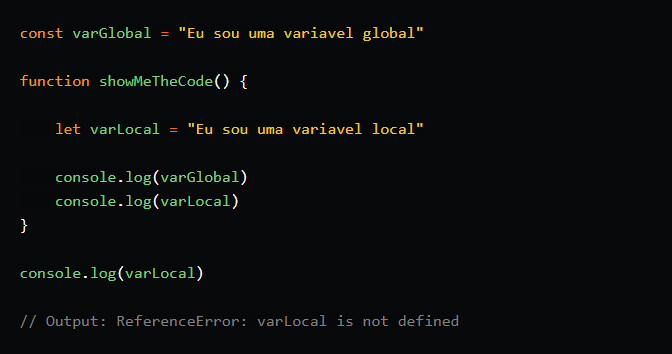 const varGlobal = "Eu sou uma variavel global"
function showMeTheCode() {
let varLocal = "Eu sou uma variavel local"
console.log(varGlobal)
console.log(varLocal)
}
console.log(varLocal)
// Output: ReferenceError: varLocal is not defined